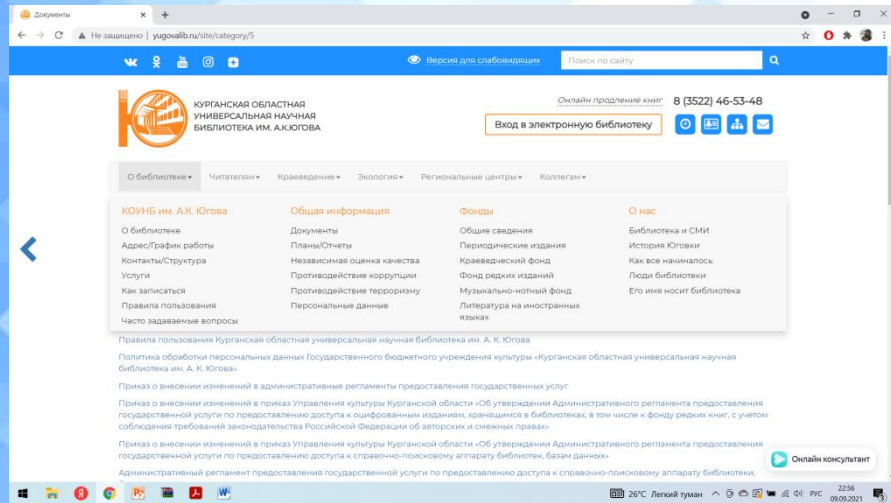 Документы
Не защищено | yugovalib.ru/site/category/5
Версия для слабовидящих
Поиск по сайту
КУРГАНСКАЯ ОБЛАСТНАЯ
УНИВЕРСАЛЬНАЯ НАУЧНАЯ
БИБЛИОТЕКА ИМ. А.К.ЮГОВА
Онлайн продление книг
8 (3522) 46-53-48
Вход в электронную библиотеку
О библиотеке Читателям Краеведение Экология Региональные центры Коллегам
КОУНБ им. А.К. Югова
О библиотеке
Адрес/График работы
Контакты/Структура
Услуги
Как записаться
Правила пользования
Часто задаваемые вопросы
Общая информация
Документы
Планы/Отчеты
Независимая оценка качества
Противодействие коррупции
Противодействие терроризму
Персональные данные
Фонды
Общие сведения
Периодические издания
Краеведческий фонд
Фонд редких изданий
Музыкально-нотный фонд
Литература на иностранных
языках
О нас
Библиотека и СМИ
История Юговки
Как все начиналось
Люди библиотеки
Его имя носит библиотека
Правила пользования Курганская областная универсальная научная библиотека им. А. К. Югова
Политика обработки персональных данных Государственного бюджетного учреждения культуры «Курганская областная универсальная научная
библиотека им. А. К. Югова»
Приказ о внесении изменений в административные регламенты предоставления государственных услуг
Приказ о внесении изменений в приказ Управления культуры Курганской области «Об утверждении Административного регламента предоставления
государственной услуги по предоставлению доступа к оцифрованным изданиям, хранящимся в библиотеках, в том числе к фонду редких книг, с учетом
соблюдения требований законодательства Российской Федерации об авторских и смежных правах»
Приказ о внесении изменений в приказ Управления культуры Курганской области «Об утверждении Административного регламента предоставления
государственной услуги по предоставлению доступа к справочно-поисковому аппарату библиотек, базам данных»
Административный регламент предоставления государственной услуги по предоставлению доступа к справочно-поисковому аппарату библиотеки,
Онлайн консультант
26°C Легкий туман
РУС
22:56
09.09.2021